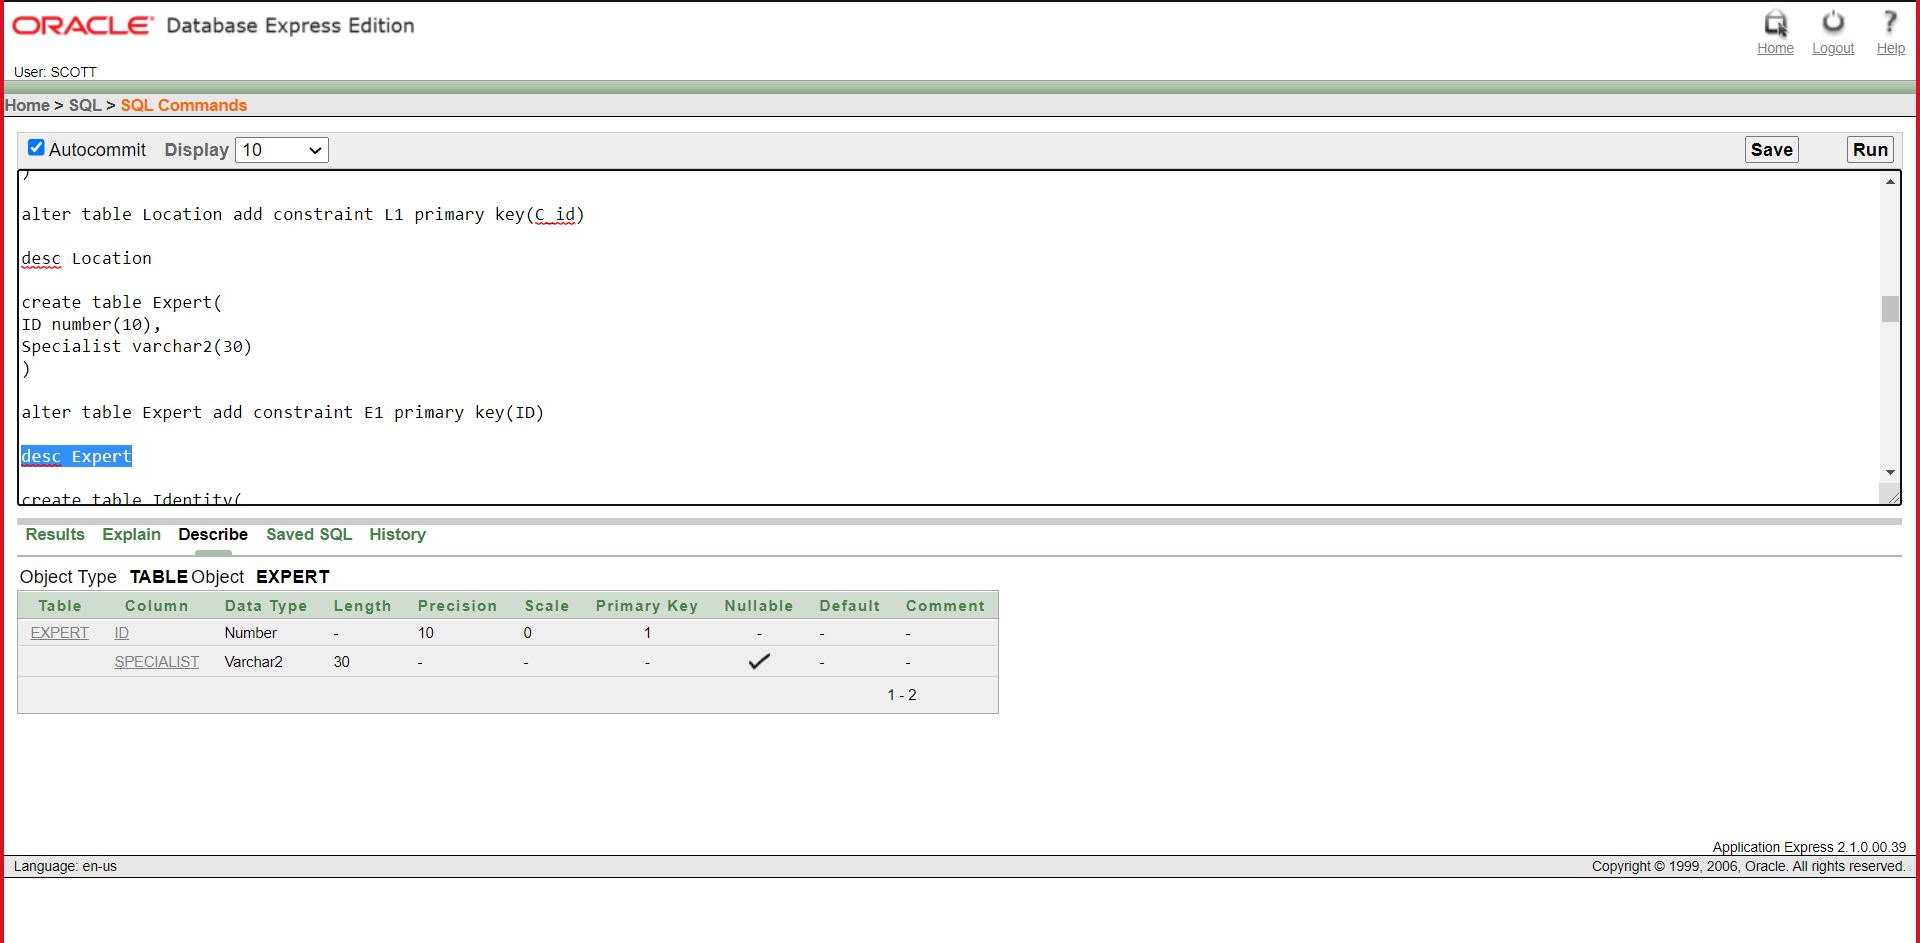 ORACLE Database Express Edition
Home Logout Help
User: SCOTT
Home > SQL > SQL Commands
Autocommit Display 10 Save Run
)
alter table Location add constraint L1 primary key(C_id)
desc Location
create table Expert(
ID number(10),
Specialist varchar2(30)
)
alter table Expert add constraint E1 primary key(ID)
desc Expert
create table Identity(
Results Explain Describe Saved SQL History
Object Type TABLE Object EXPERT
Table Column Data Type Length Precision Scale Primary Key Nullable Default Comment
EXPERT ID Number - 10 0 1 - - -
SPECIALIST Varchar2 30 - - - - -
1 - 2
Application Express 2.1.0.00.39
Language: en-us Copyright © 1999, 2006, Oracle. All rights reserved.